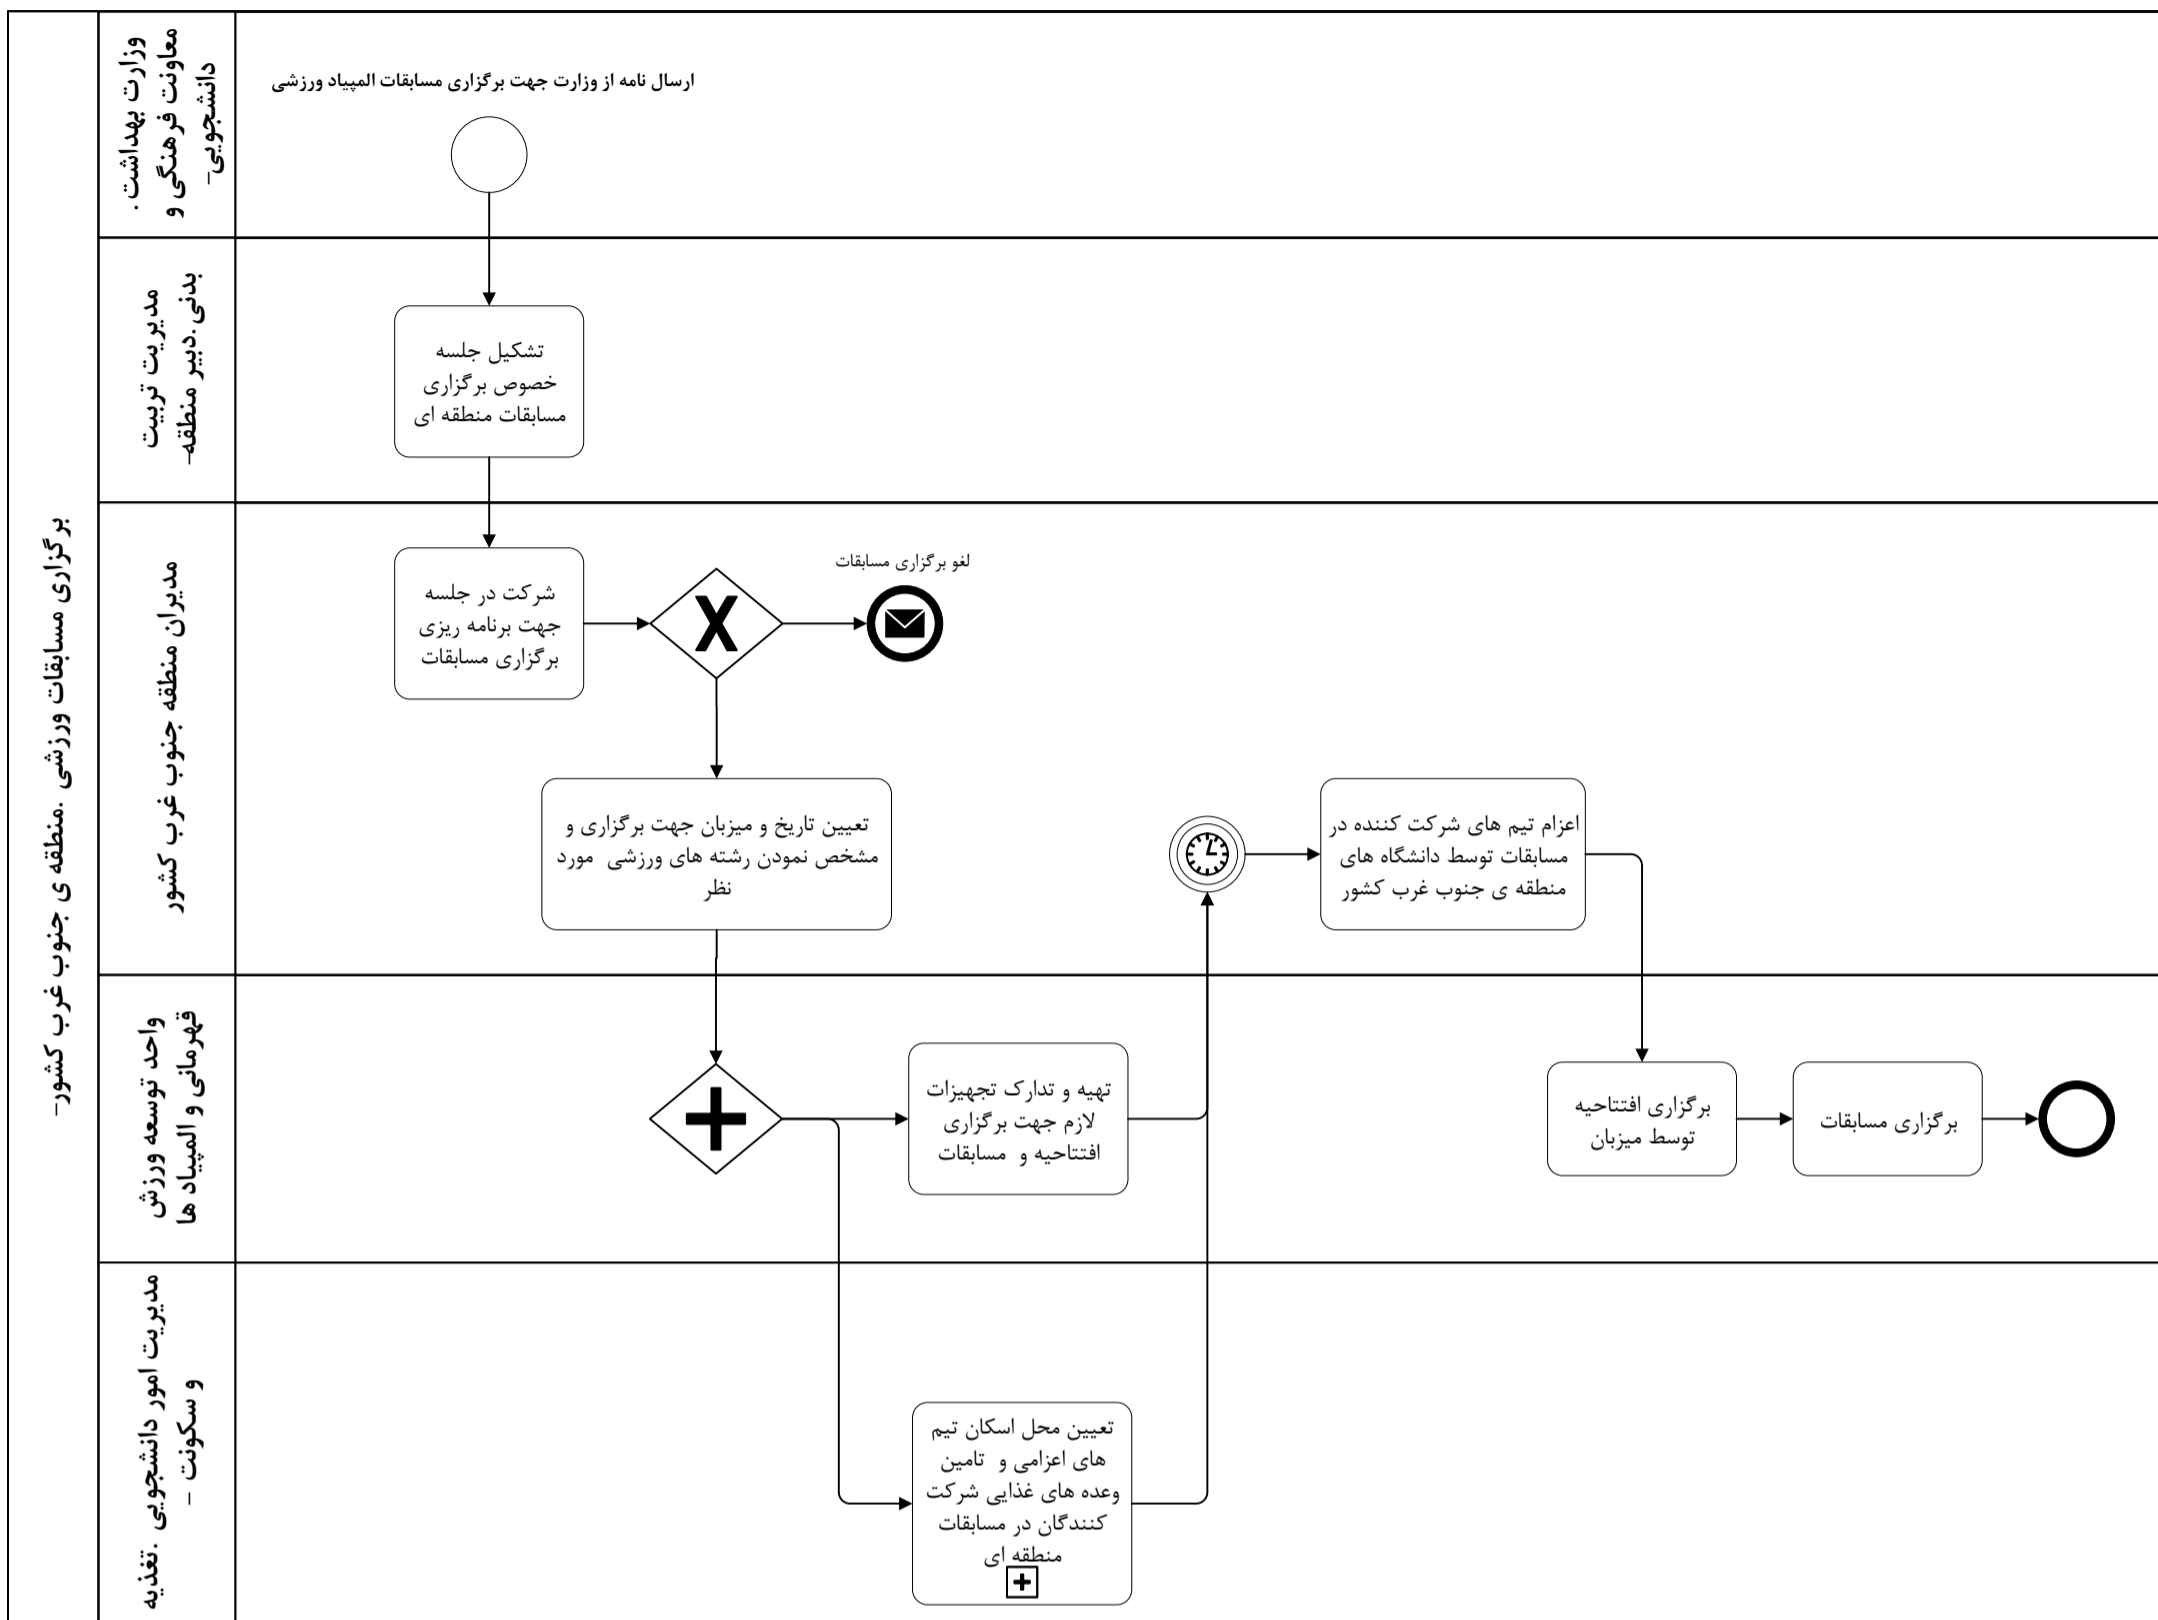 برگزاری مسابقات ورزشی .منطقه ی جنوب غرب کشور-
وزارت بهداشت .
معاونت فرهنگی و
دانشجویی-
ارسال نامه از وزارت جهت برگزاری مسابقات المپیاد ورزشی
مدیریت تربیت
بدنی .دبیر منطقه-
تشکیل جلسه
خصوص برگزاری
مسابقات منطقه ای
مدیران منطقه جنوب غرب کشور
شرکت در جلسه
جهت برنامه ریزی
برگزاری مسابقات
X
لغو برگزاری مسابقات
تعیین تاریخ و میزبان جهت برگزاری و
مشخص نمودن رشته های ورزشی مورد
نظر
اعزام تیم های شرکت کننده در
مسابقات توسط دانشگاه های
منطقه ی جنوب غرب کشور
واحد توسعه ورزش
قهرمانی و المپیاد ها
تهیه و تدارک تجهیزات
لازم جهت برگزاری
افتتاحیه و مسابقات
برگزاری افتتاحیه
توسط میزبان
برگزاری مسابقات
مدیریت امور دانشجویی .تغذیه
و سکونت -
تعیین محل اسکان تیم
های اعزامی و تامین
وعده های غذایی شرکت
کنندگان در مسابقات
منطقه ای